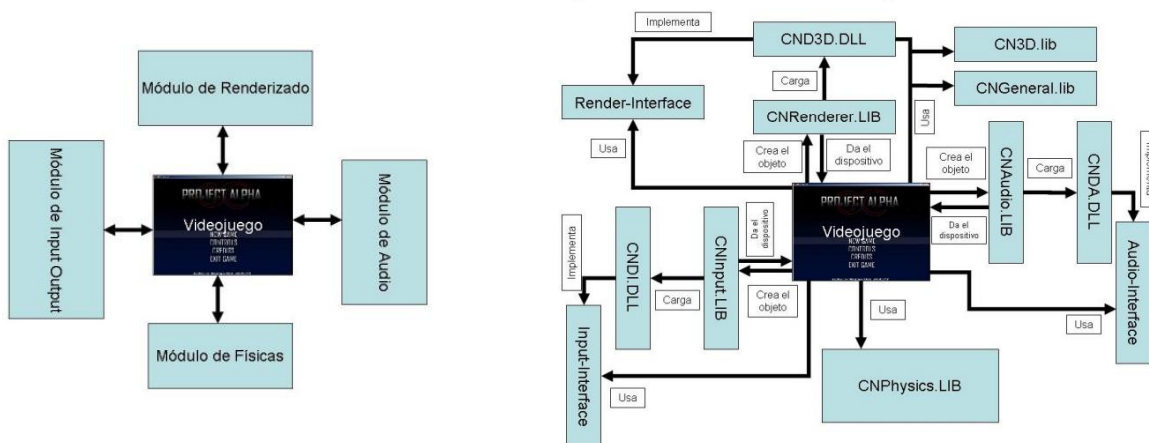 Módulo de Renderizado
Módulo de Input Output
PROJECT ALPHA
Videojuego
NEW GAME
CONTROLS
CREDITS
EXIT GAME
Módulo de Audio
Módulo de Físicas
Implementa
CND3D.DLL
CN3D.lib
CNGeneral.lib
Carga
Usa
Render-Interface
CNRenderer.LIB
Usa
Crea el
objeto
Da el
dispositivo
Crea el
objeto
CNAudio.LIB
Carga
CNDA.DLL
Da el
dispositivo
PROJECT ALPHA
Videojuego
NEW GAME
CONTROLS
CREDITS
EXIT GAME
Implementa
CNDI.DLL
Carga
CNInput.LIB
Da el
dispositivo
Crea el
objeto
Input-Interface
Usa
Usa
CNPhysics.LIB
Usa
Audio-Interface